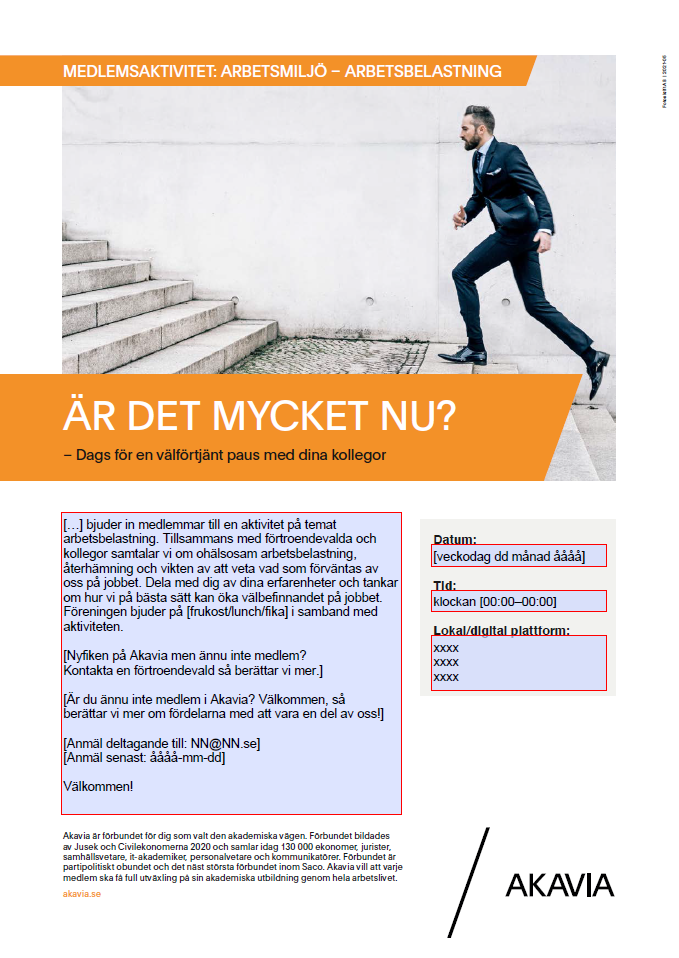 MEDLEMSAKTIVITET: ARBETSMILJÖ – ARBETSBELASTNING
ÄR DET MYCKET NU?
– Dags för en välförtjänt paus med dina kollegor
[…] bjuder in medlemmar till en aktivitet på temat
arbetsbelastning. Tillsammans med förtroendevalda och
kollegor samtalar vi om ohälsosam arbetsbelastning,
återhämtning och vikten av att veta vad som förväntas av
oss på jobbet. Dela med dig av dina erfarenheter och tankar
om hur vi på bästa sätt kan öka välbefinnandet på jobbet.
Föreningen bjuder på [frukost/lunch/fika] i samband med
aktiviteten.
[Nyfiken på Akavia men ännu inte medlem?
Kontakta en förtroendevald så berättar vi mer.]
[Är du ännu inte medlem i Akavia? Välkommen, så
berättar vi mer om fördelarna med att vara en del av oss!]
[Anmäl deltagande till: NN@NN.se]
[Anmäl senast: åååå-mm-dd]
Välkommen!
Datum:
[veckodag dd månad åååå]
Tid:
klockan [00:00–00:00]
Lokal/digital plattform:
xxxx
xxxx
xxxx
Akavia är förbundet för dig som valt den akademiska vägen. Förbundet bildades
av Jusek och Civilekonomerna 2020 och samlar idag 130 000 ekonomer, jurister,
samhällsvetare, it-akademiker, personalvetare och kommunikatörer. Förbundet är
partipolitiskt obundet och det näst största förbundet inom Saco. Akavia vill att varje
medlem ska få full utväxling på sin akademiska utbildning genom hela arbetslivet.
akavia.se
AKAVIA